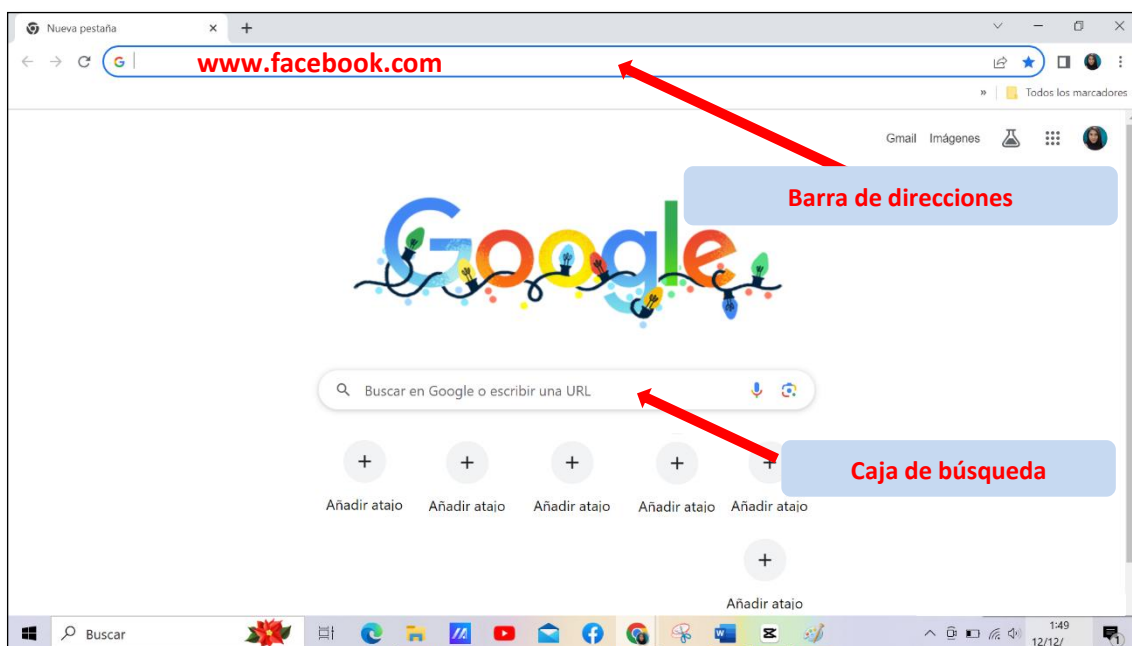 Nueva pestaña
www.facebook.com
Todos los marcadores
Gmail Imágenes
Barra de direcciones
Google
Buscar en Google o escribir una URL
Caja de búsqueda
Añadir atajo Añadir atajo Añadir atajo Añadir atajo Añadir atajo
Añadir atajo
Buscar
1:49
12/12/